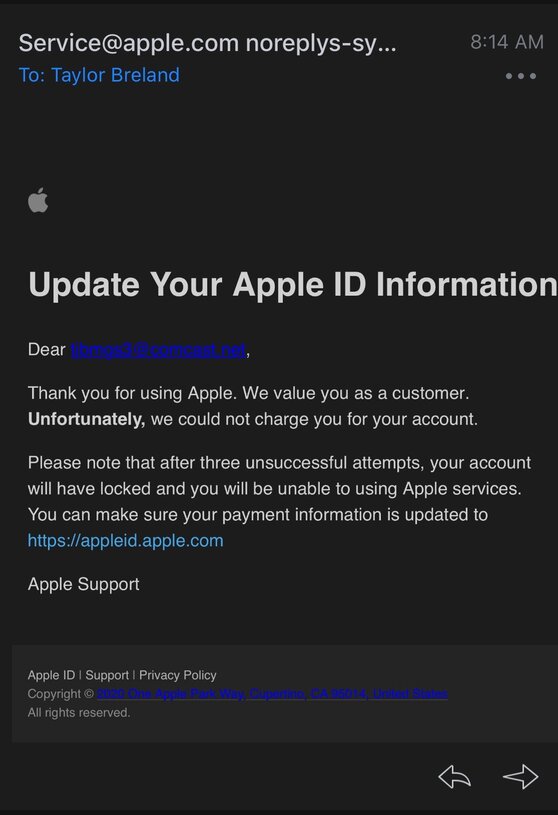 Service@apple.com noreplys-sy...
8:14 AM
To: Taylor Breland
Update Your Apple ID Information
Dear
Thank you for using Apple. We value you as a customer.
Unfortunately, we could not charge you for your account.
Please note that after three unsuccessful attempts, your account
will have locked and you will be unable to using Apple services.
You can make sure your payment information is updated to
https://appleid.apple.com
Apple Support
Apple ID | Support | Privacy Policy
Copyright © 2020 One Apple Park Way, Cupertino, CA 95014, United States
All rights reserved.